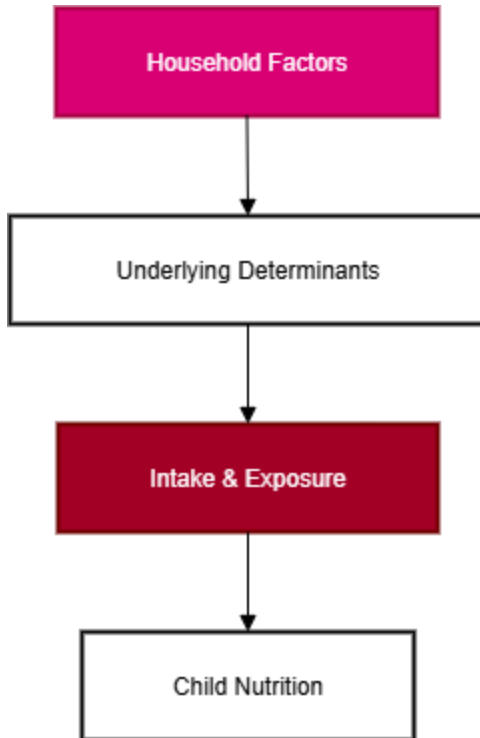 Household Factors
Underlying Determinants
Intake & Exposure
Child Nutrition